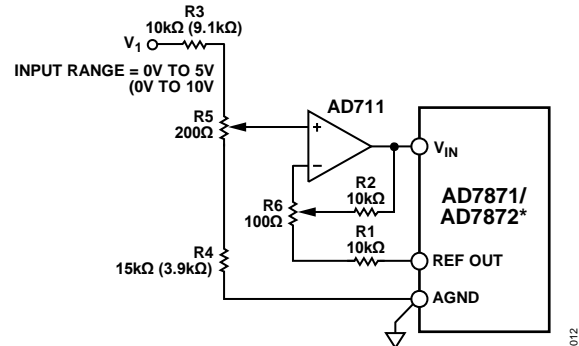 R3
10kΩ (9.1kΩ)
V1
INPUT RANGE = 0V TO 5V
(0V TO 10V
R5
200Ω
AD711
+
–
VIN
R2
10kΩ
AD7871/
AD7872*
R6
100Ω
R1
10kΩ
REF OUT
R4
15kΩ (3.9kΩ)
AGND
012